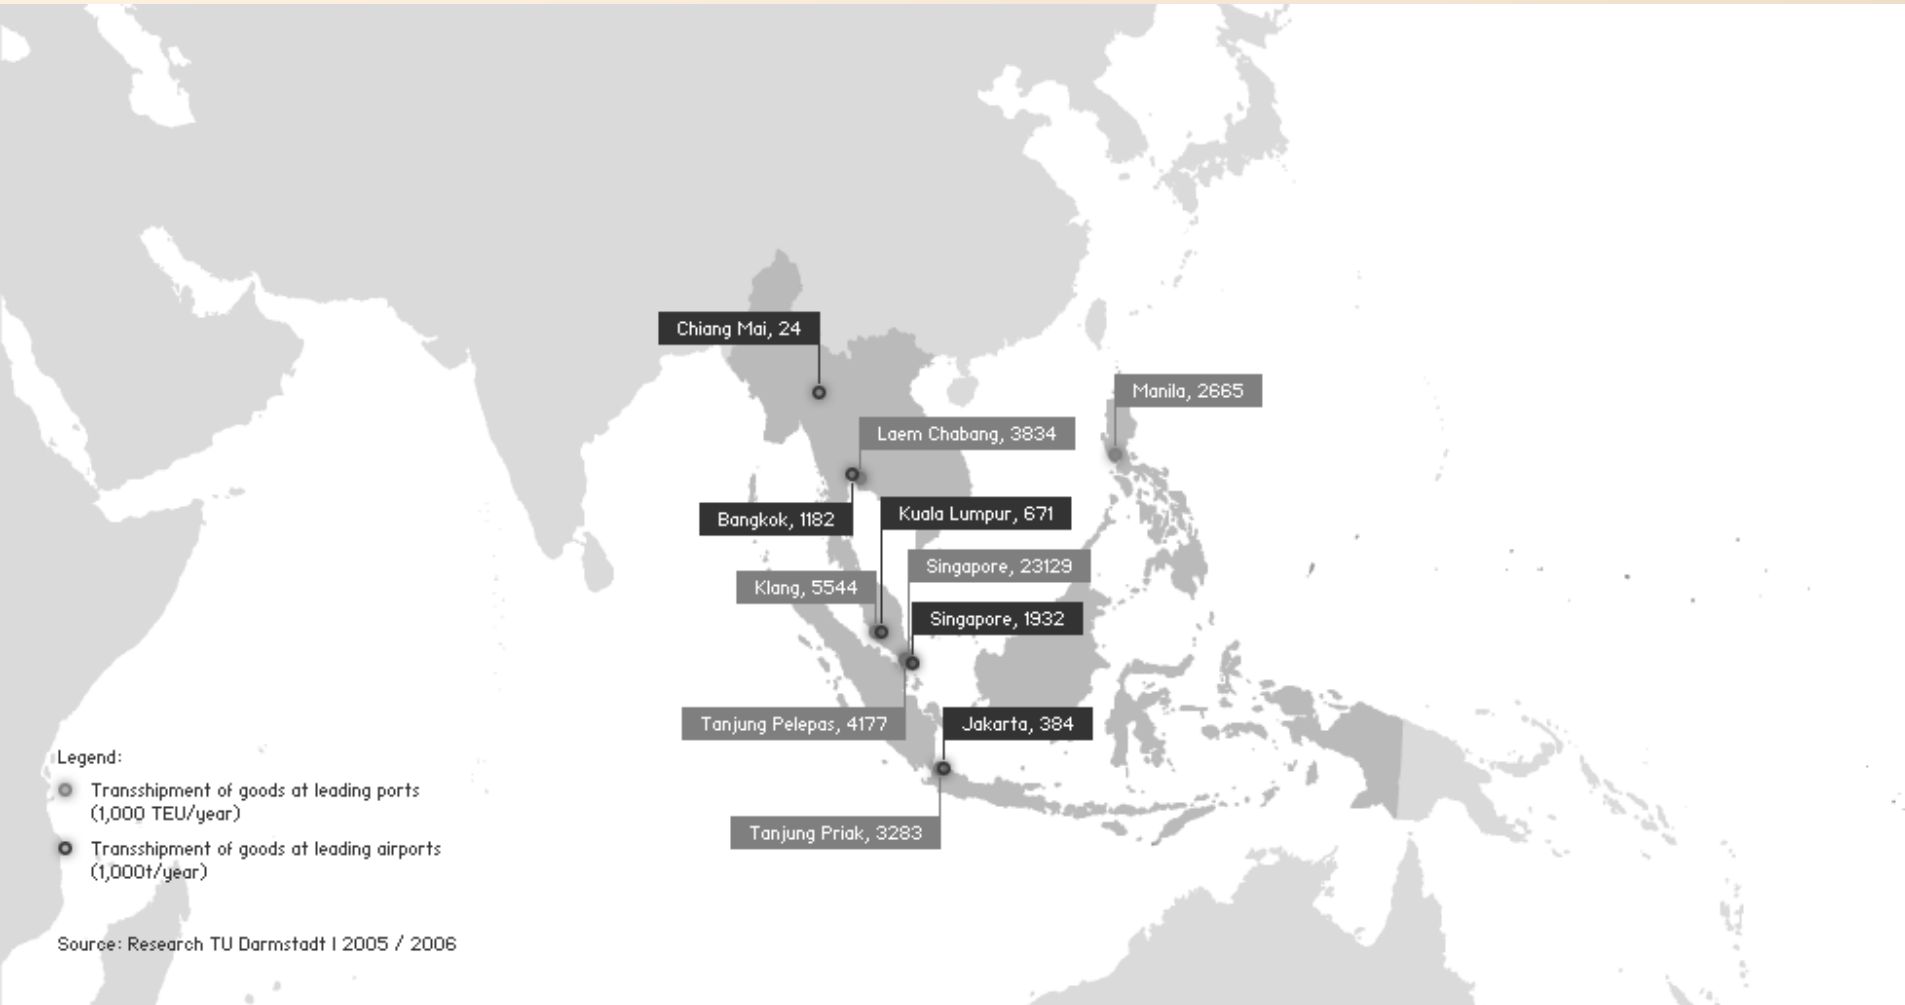 Chiang Mai, 24
Manila, 2665
Laem Chabang, 3834
Bangkok, 1182
Kuala Lumpur, 671
Singapore, 23129
Klang, 5544
Singapore, 1932
Tanjung Pelepas, 4177
Jakarta, 384
Tanjung Priak, 3283
Legend:
Transshipment of goods at leading ports
(1,000 TEU/year)
Transshipment of goods at leading airports
(1,000t/year)
Source: Research TU Darmstadt | 2005 / 2006